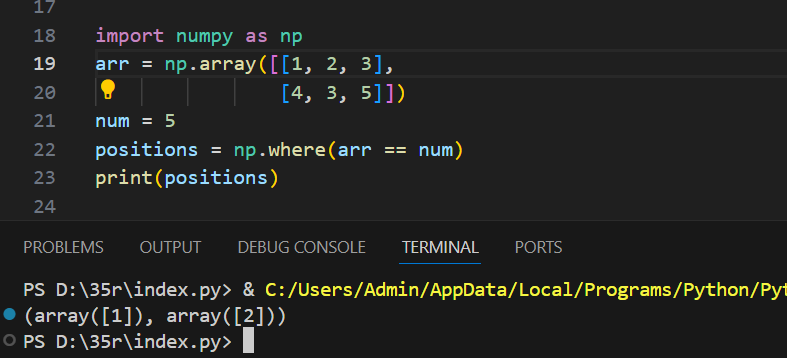 17
18 import numpy as np
19 arr = np.array([[1, 2, 3],
20                 [4, 3, 5]])
21 num = 5
22 positions = np.where(arr == num)
23 print(positions)
24
PROBLEMS OUTPUT DEBUG CONSOLE TERMINAL PORTS
PS D:\35r\index.py> & C:/Users/Admin/AppData/Local/Programs/Python/Pyt
(array([1]), array([2]))
PS D:\35r\index.py>